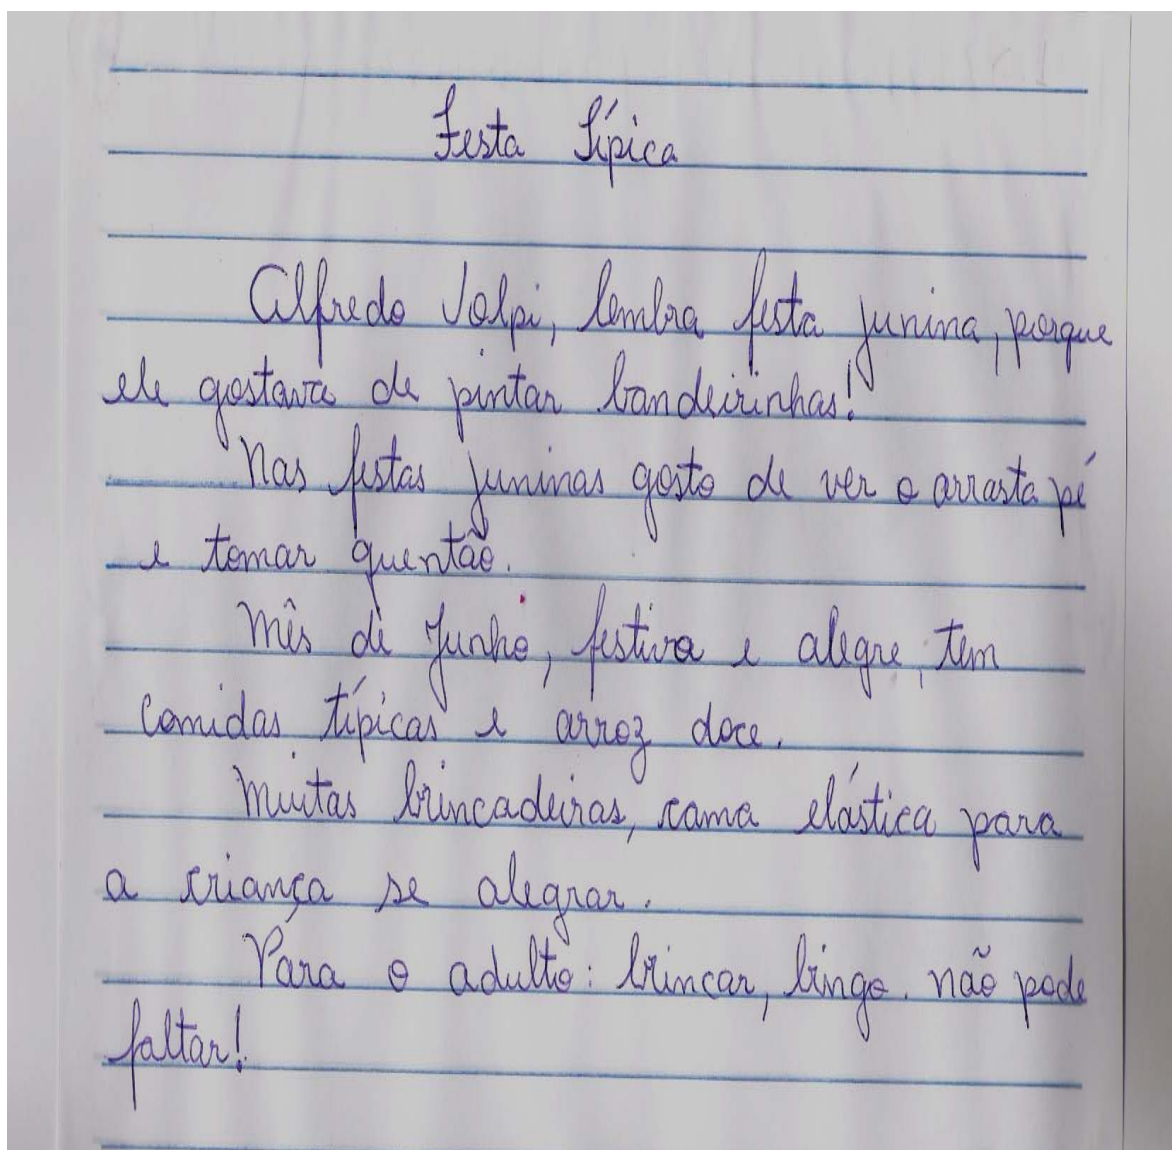 Festa Típica
Alfredo Volpi, lembra festa junina, porque
ele gostava de pintar bandeirinhas!
Nas festas juninas gosto de ver o arrasta pé
e tomar quentão.
Mês de Junho, festiva e alegre, tem
comidas típicas e arroz doce.
Muitas brincadeiras, cama elástica para
a criança se alegrar.
Para o adulto: brincar, bingo. não pode
faltar!